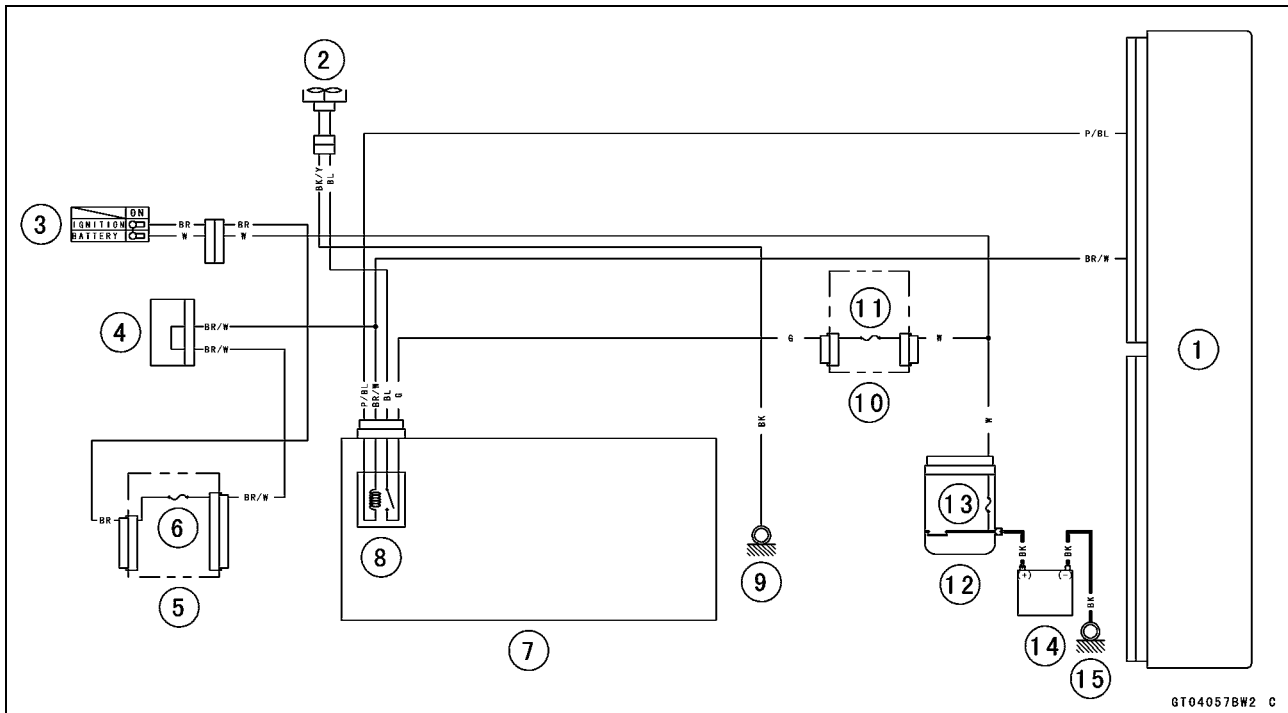 2
P/BL
BK/Y
BL
3
ON
IGNITION
BR
BR
BATTERY
W
W
BR/W
4
BR/W
BR/W
11
1
G
W
10
P/BL
BR/W
BL
G
BK
W
BR
6
BR/W
8
13
5
9
12
BK
(+)
BK
(-)
BK
7
14
15
GT04057BW2 C